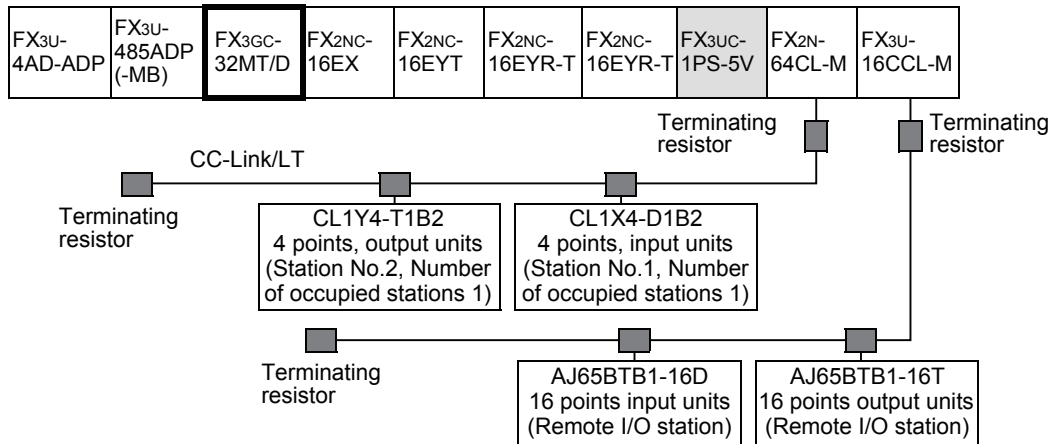 FX3U-
4AD-ADP
FX3U-
485ADP
(-MB)
FX3GC-
32MT/D
FX2NC-
16EX
FX2NC-
16EYT
FX2NC-
16EYR-T
FX2NC-
16EYR-T
FX3UC-
1PS-5V
FX2N-
64CL-M
FX3U-
16CCL-M
Terminating
resistor
Terminating
resistor
CC-Link/LT
Terminating
resistor
CL1Y4-T1B2
4 points, output units
(Station No.2, Number
of occupied stations 1)
CL1X4-D1B2
4 points, input units
(Station No.1, Number
of occupied stations 1)
Terminating
resistor
AJ65BTB1-16D
16 points input units
(Remote I/O station)
AJ65BTB1-16T
16 points output units
(Remote I/O station)